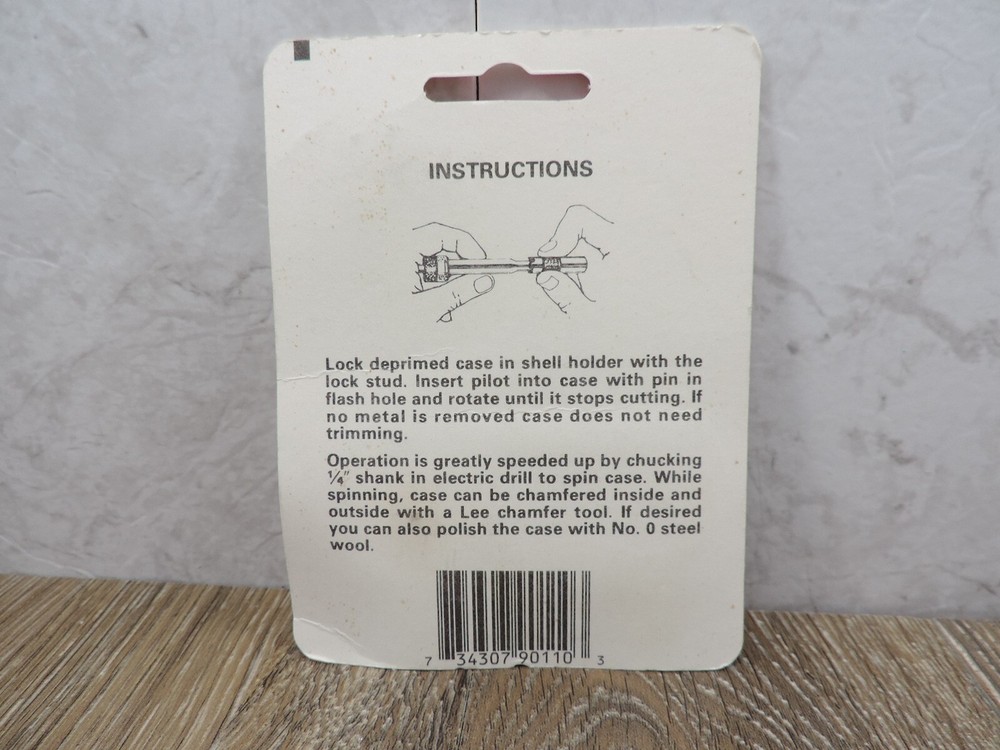 INSTRUCTIONS
Lock deprimed case in shell holder with the
lock stud. Insert pilot into case with pin in
flash hole and rotate until it stops cutting. If
no metal is removed case does not need
trimming.
Operation is greatly speeded up by chucking
¼" shank in electric drill to spin case. While
spinning, case can be chamfered inside and
outside with a Lee chamfer tool. If desired
you can also polish the case with No. 0 steel
wool.
7 34307 90110 3